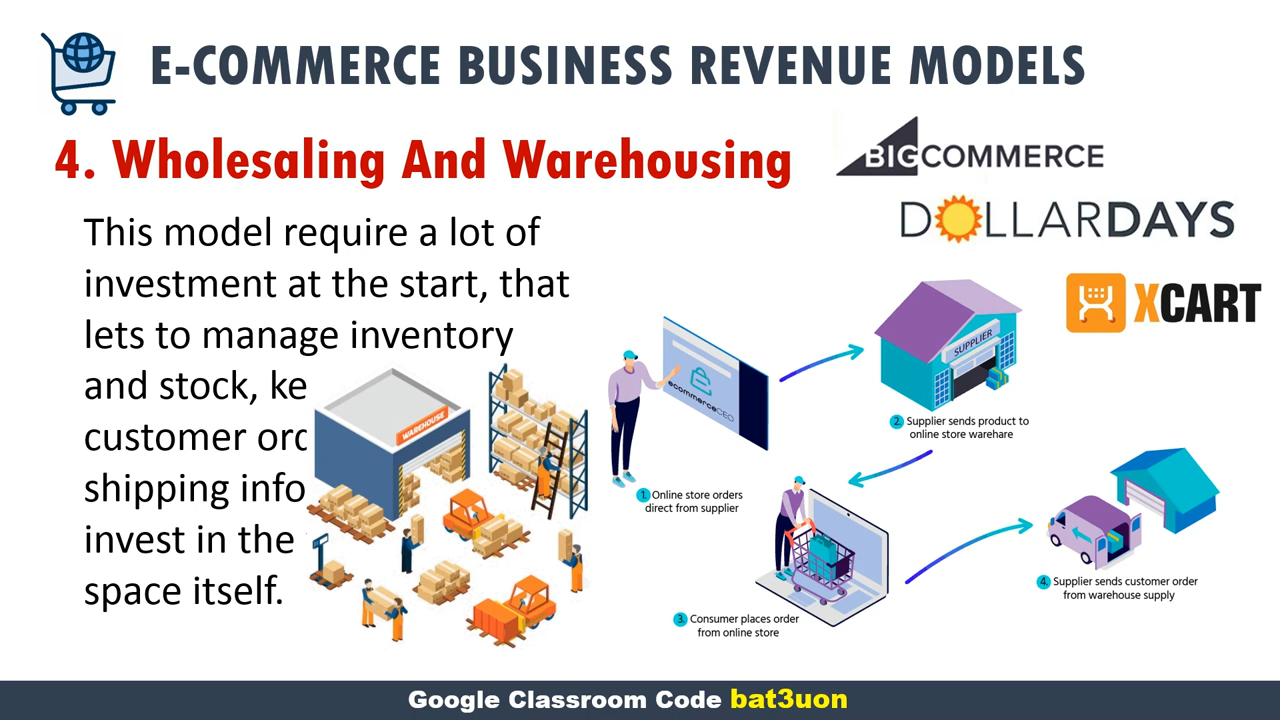 E-COMMERCE BUSINESS REVENUE MODELS
4. Wholesaling And Warehousing
BIGCOMMERCE
DOLLARDAYS
XCART
This model require a lot of
investment at the start, that
lets to manage inventory
and stock, ke
customer orc
shipping info
invest in the
space itself.
WAREHOUSE
ecommerceCEO
SUPPLIER
1. Online store orders
direct from supplier
2. Supplier sends product to
online store warehare
3. Consumer places order
from online store
4. Supplier sends customer order
from warehouse supply
Google Classroom Code bat3uon